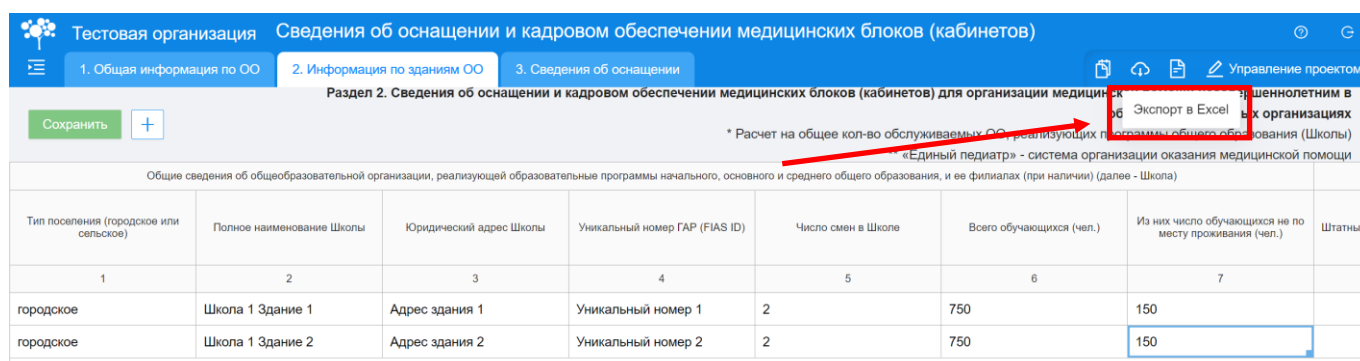 Тестовая организация Сведения об оснащении и кадровом обеспечении медицинских блоков (кабинетов)
1. Общая информация по ОО 2. Информация по зданиям ОО 3. Сведения об оснащении Управление проектом
Раздел 2. Сведения об оснащении и кадровом обеспечении медицинских блоков (кабинетов) для организации медицинск
Экспорт в Excel
Сохранить +
* Расчет на общее кол-во обслуживаемых ОО, реализующих программы общего образования (Школы)
«Единый педиатр» - система организации оказания медицинской помощи
Общие сведения об общеобразовательной организации, реализующей образовательные программы начального, основного и среднего общего образования, и ее филиалах (при наличии) (далее - Школа)
Тип поселения (городское или сельское) Полное наименование Школы Юридический адрес Школы Уникальный номер ГАР (FIAS ID) Число смен в Школе Всего обучающихся (чел.) Из них число обучающихся не по месту проживания (чел.) Штатны
1 2 3 4 5 6 7
городское Школа 1 Здание 1 Адрес здания 1 Уникальный номер 1 2 750 150
городское Школа 1 Здание 2 Адрес здания 2 Уникальный номер 2 2 750 150